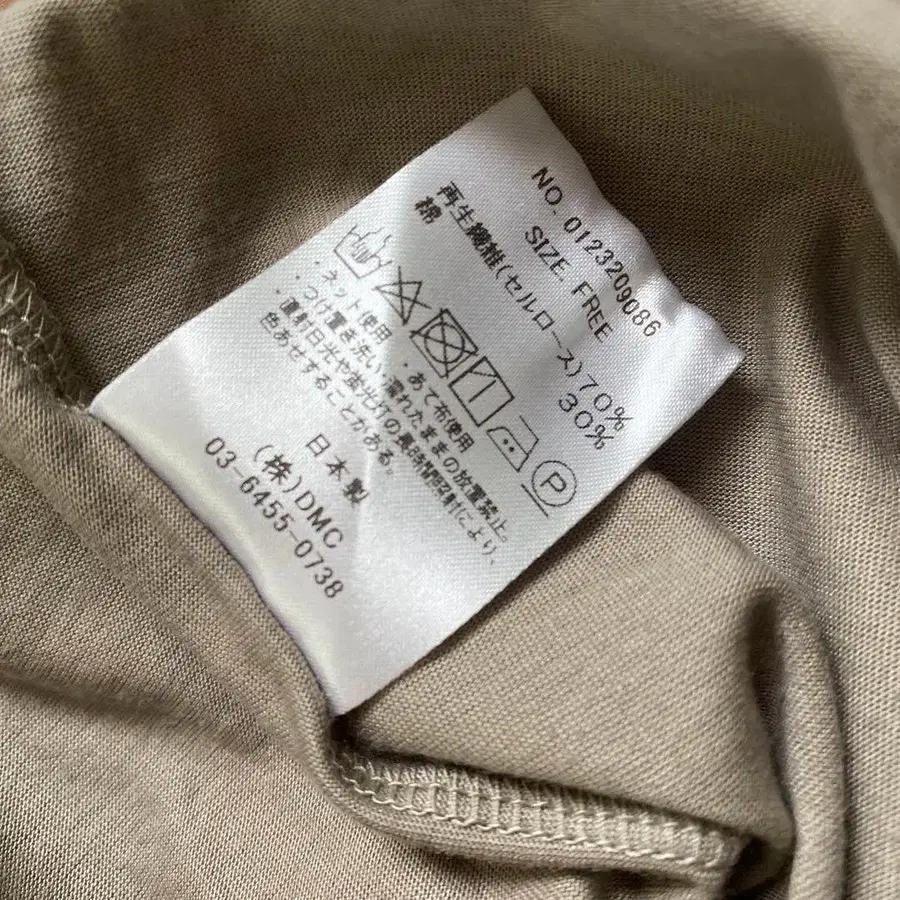 NO. 0123209086
SIZE. FREE
再生繊維(セルロース)70%
綿 30%
P
・ネット使用 ・あて布使用
・つけ置き洗い・濡れたままの放置禁止。
・直射日光や蛍光灯の長時間照射により、
色あせすることがある。
日本製
(株)DMC
03-6455-0738